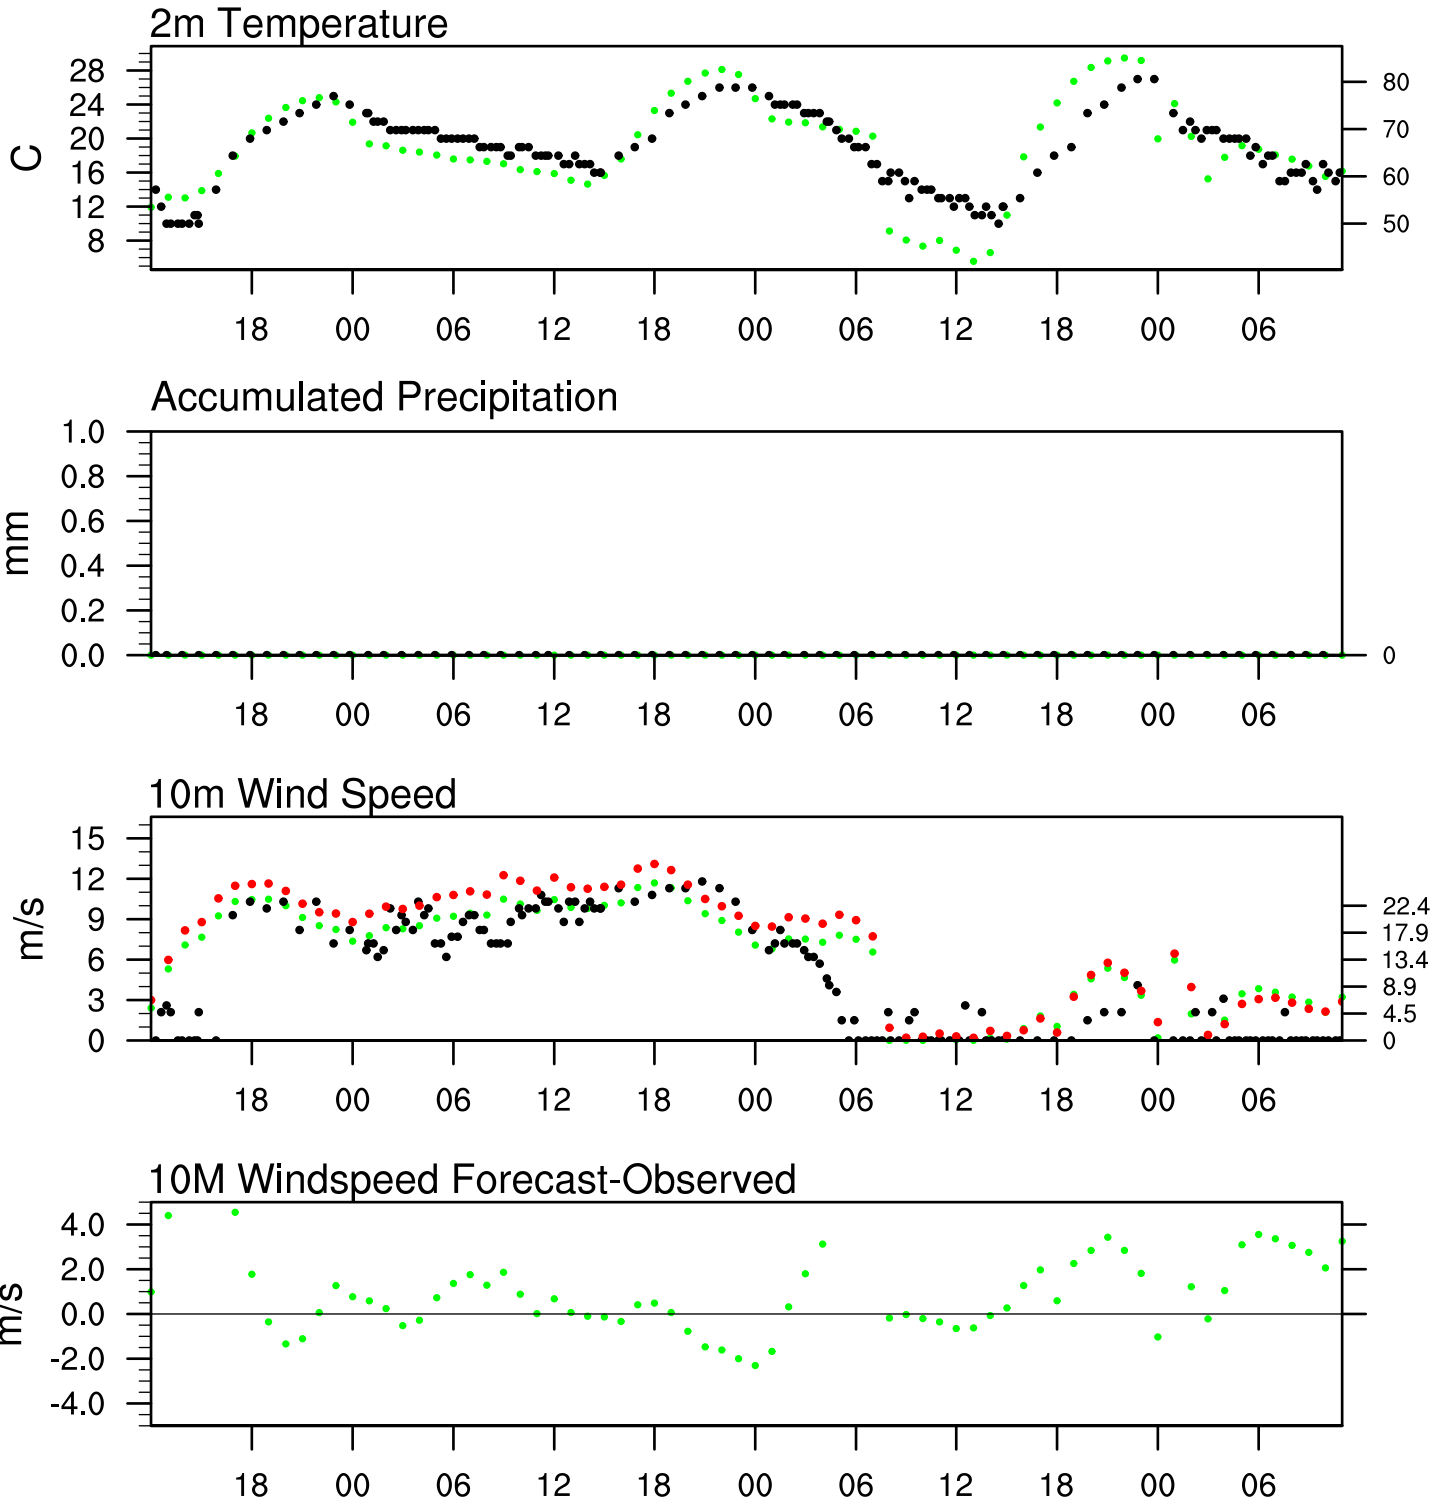 2m Temperature
C
28
24
20
16
12
8
80
70
60
50
18 00 06 12 18 00 06 12 18 00 06
Accumulated Precipitation
mm
1.0
0.8
0.6
0.4
0.2
0.0
0
18 00 06 12 18 00 06 12 18 00 06
10m Wind Speed
m/s
15
12
9
6
3
0
22.4
17.9
13.4
8.9
4.5
0
18 00 06 12 18 00 06 12 18 00 06
10M Windspeed Forecast-Observed
m/s
4.0
2.0
0.0
-2.0
-4.0
18 00 06 12 18 00 06 12 18 00 06